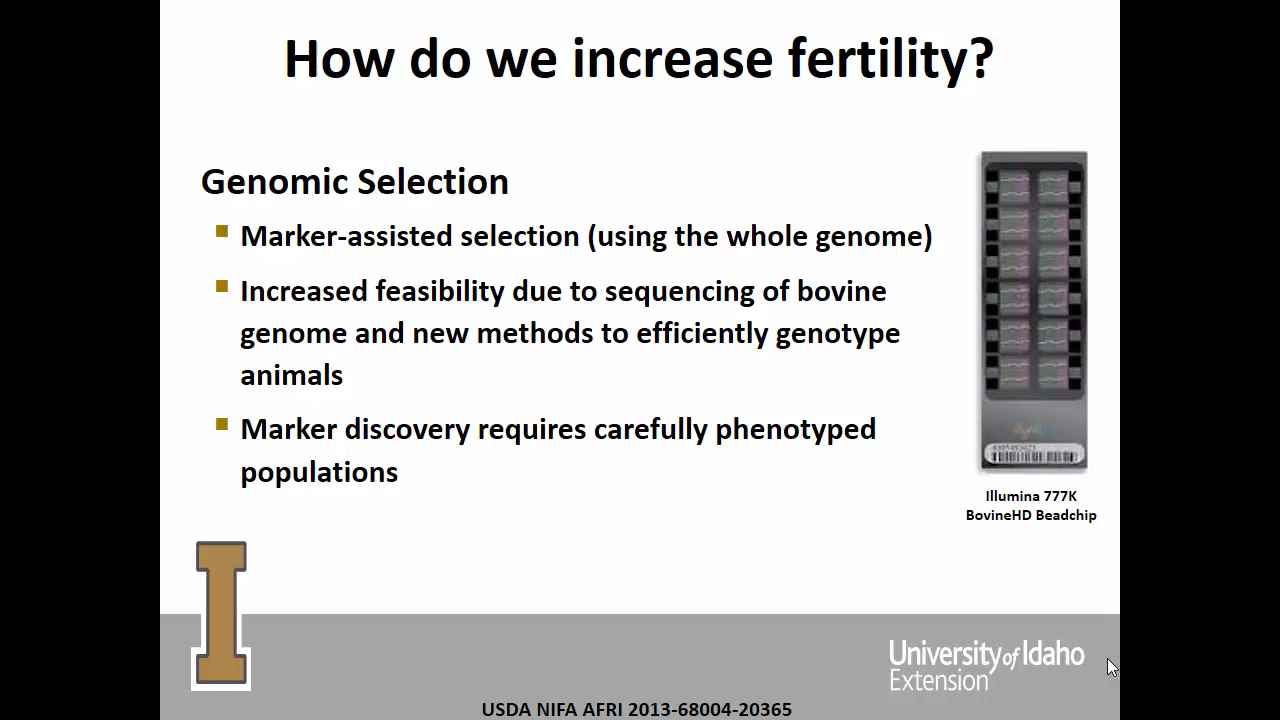 How do we increase fertility?
Genomic Selection
Marker-assisted selection (using the whole genome)
Increased feasibility due to sequencing of bovine
genome and new methods to efficiently genotype
animals
Marker discovery requires carefully phenotyped
populations
Illumina 777K
BovineHD Beadchip
I
University of Idaho
Extension
USDA NIFA AFRI 2013-68004-20365